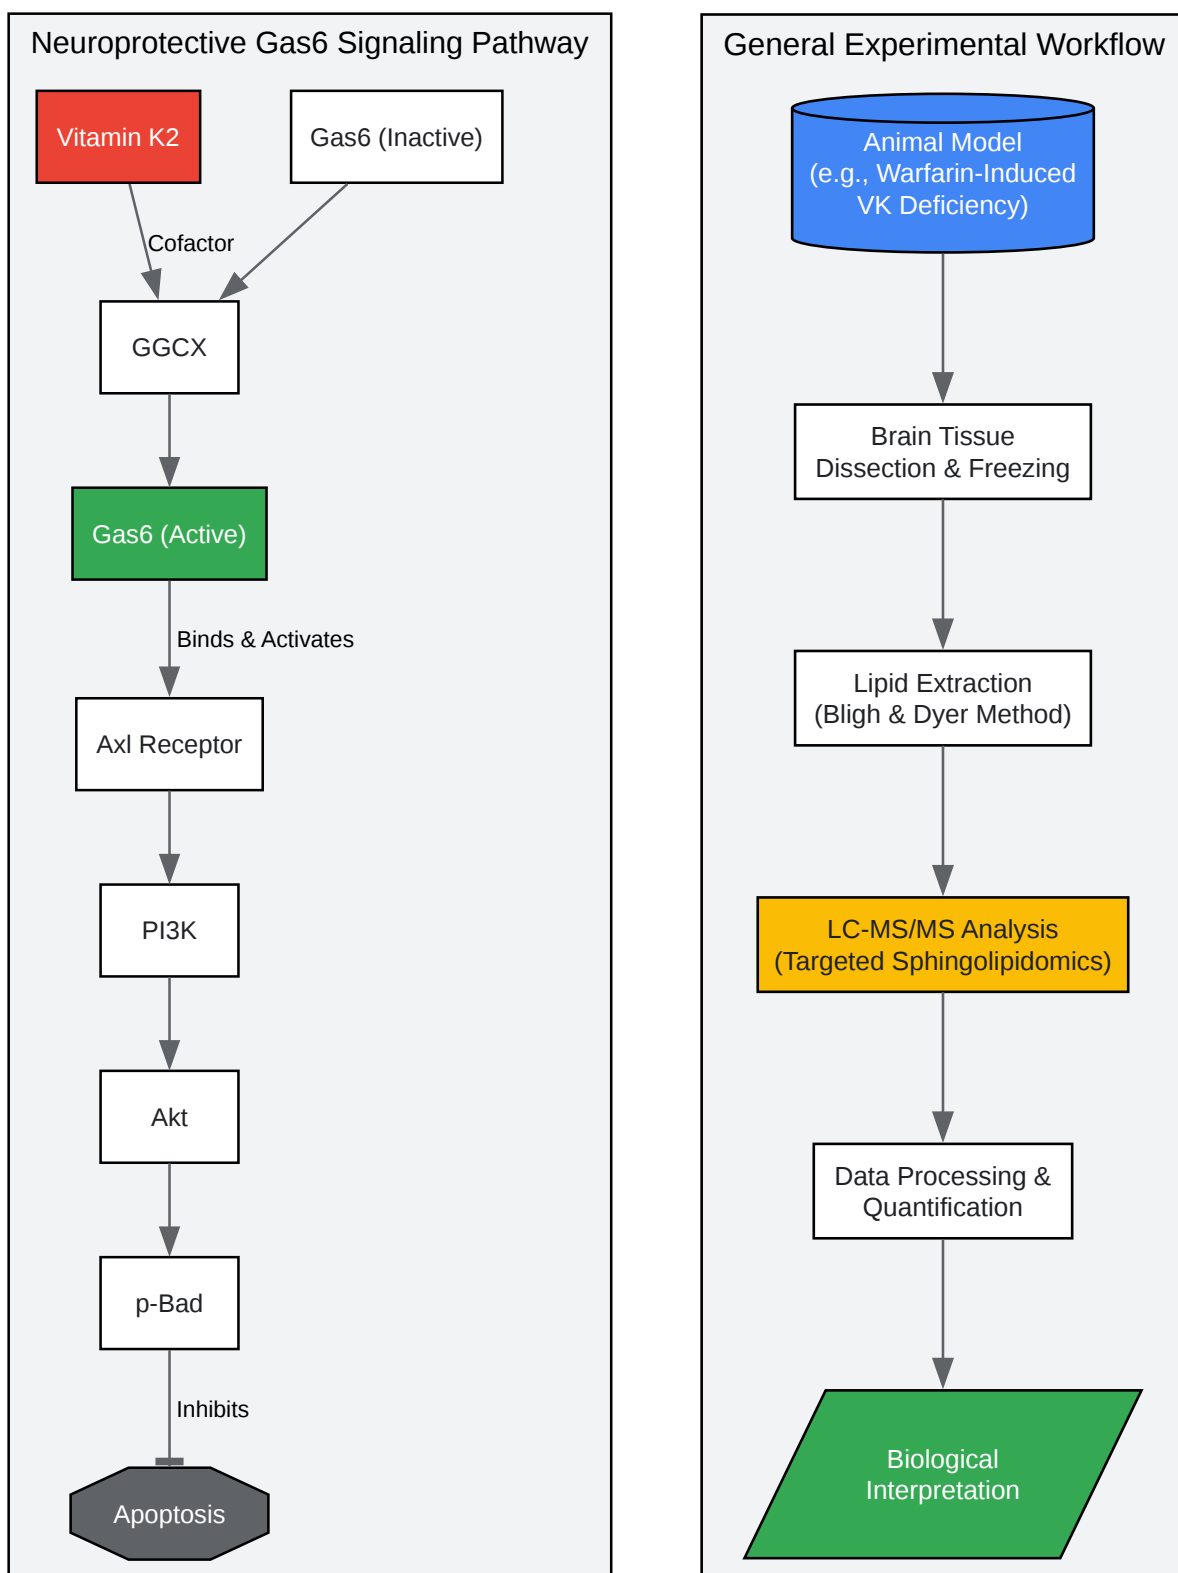 Neuroprotective Gas6 Signaling Pathway
Vitamin K2
Gas6 (Inactive)
Cofactor
GGCX
Gas6 (Active)
Binds & Activates
Axl Receptor
PI3K
Akt
p-Bad
Inhibits
Apoptosis
General Experimental Workflow
Animal Model
(e.g., Warfarin-Induced
VK Deficiency)
Brain Tissue
Dissection & Freezing
Lipid Extraction
(Bligh & Dyer Method)
LC-MS/MS Analysis
(Targeted Sphingolipidomics)
Data Processing &
Quantification
Biological
Interpretation